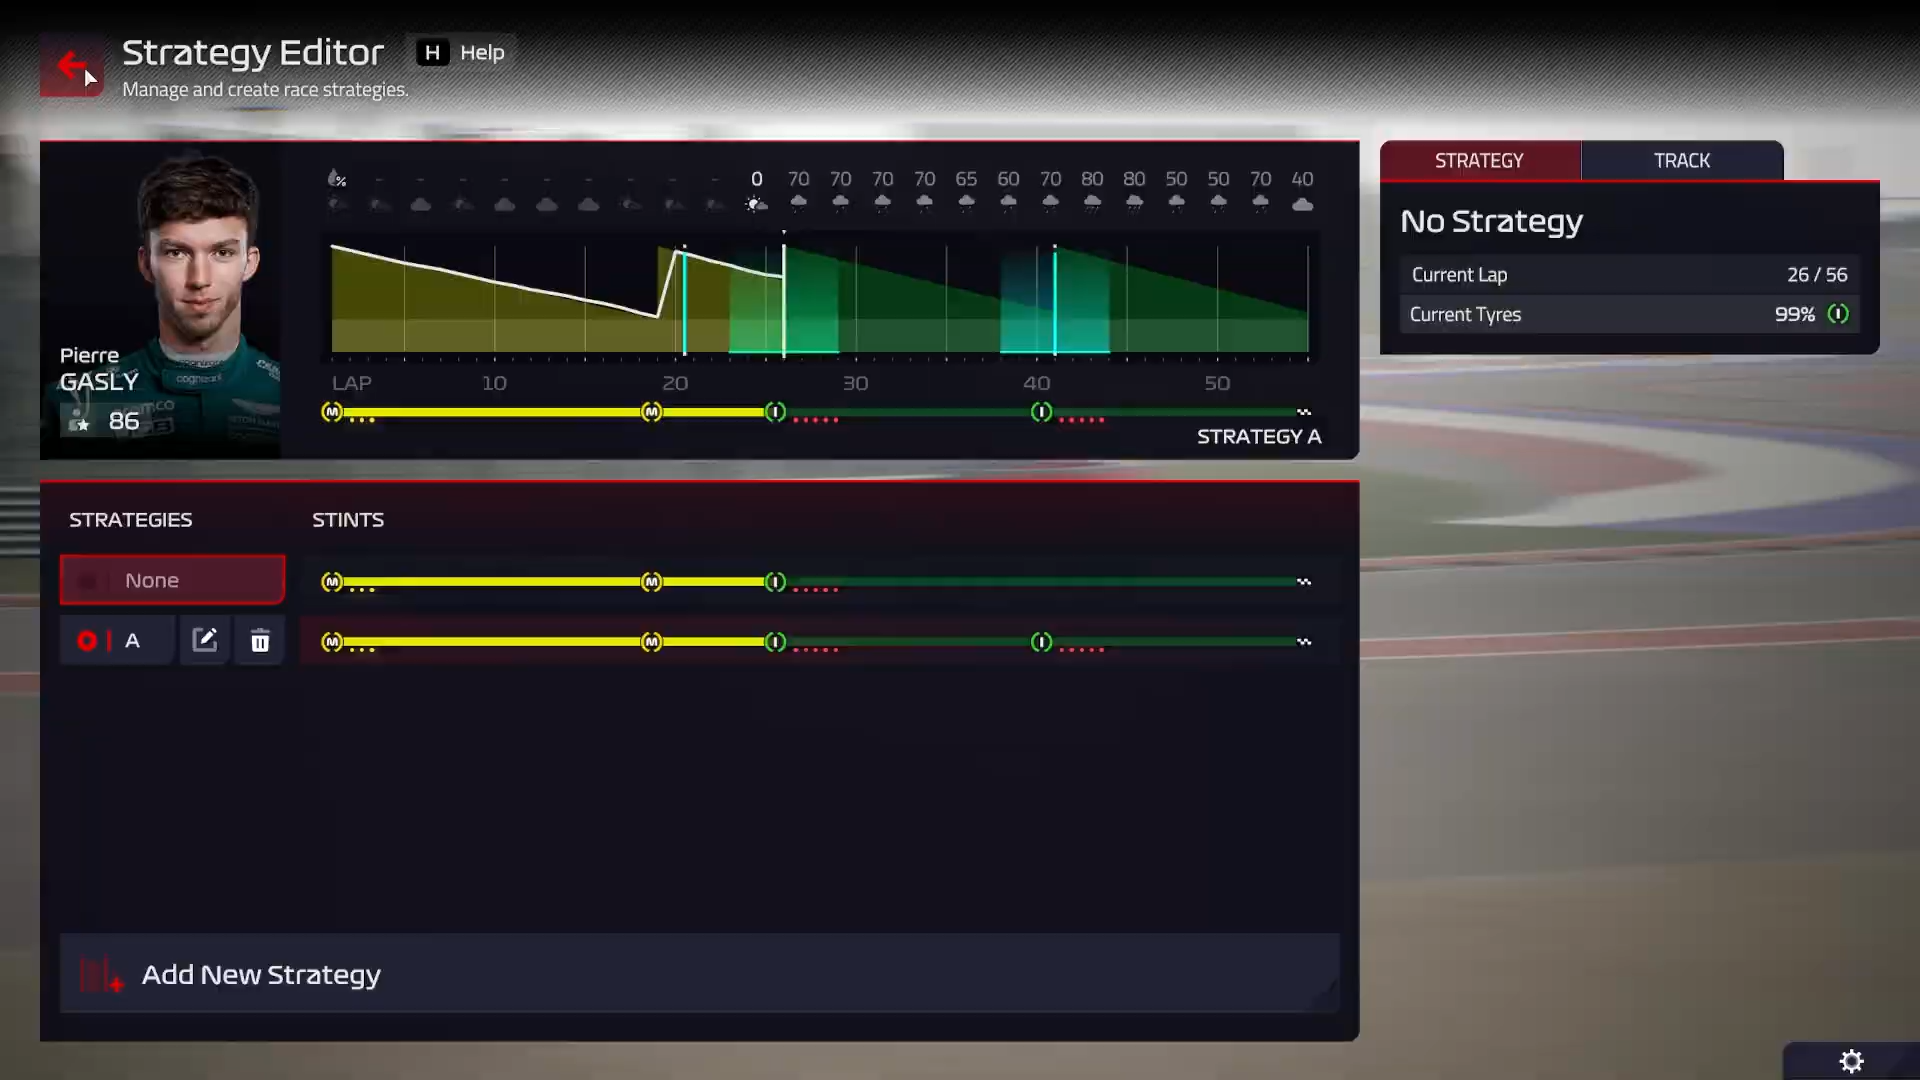 Strategy Editor
H Help
Manage and create race strategies.
% - - - - - - - - - 0 70 70 70 70 65 60 70 80 80 50 50 70 40
Pierre
GASLY
86
cognizant
LAP 10 20 30 40 50
M M I I
STRATEGY A
STRATEGY TRACK
No Strategy
Current Lap 26 / 56
Current Tyres 99% I
STRATEGIES STINTS
None M M I
A M M I I
Add New Strategy